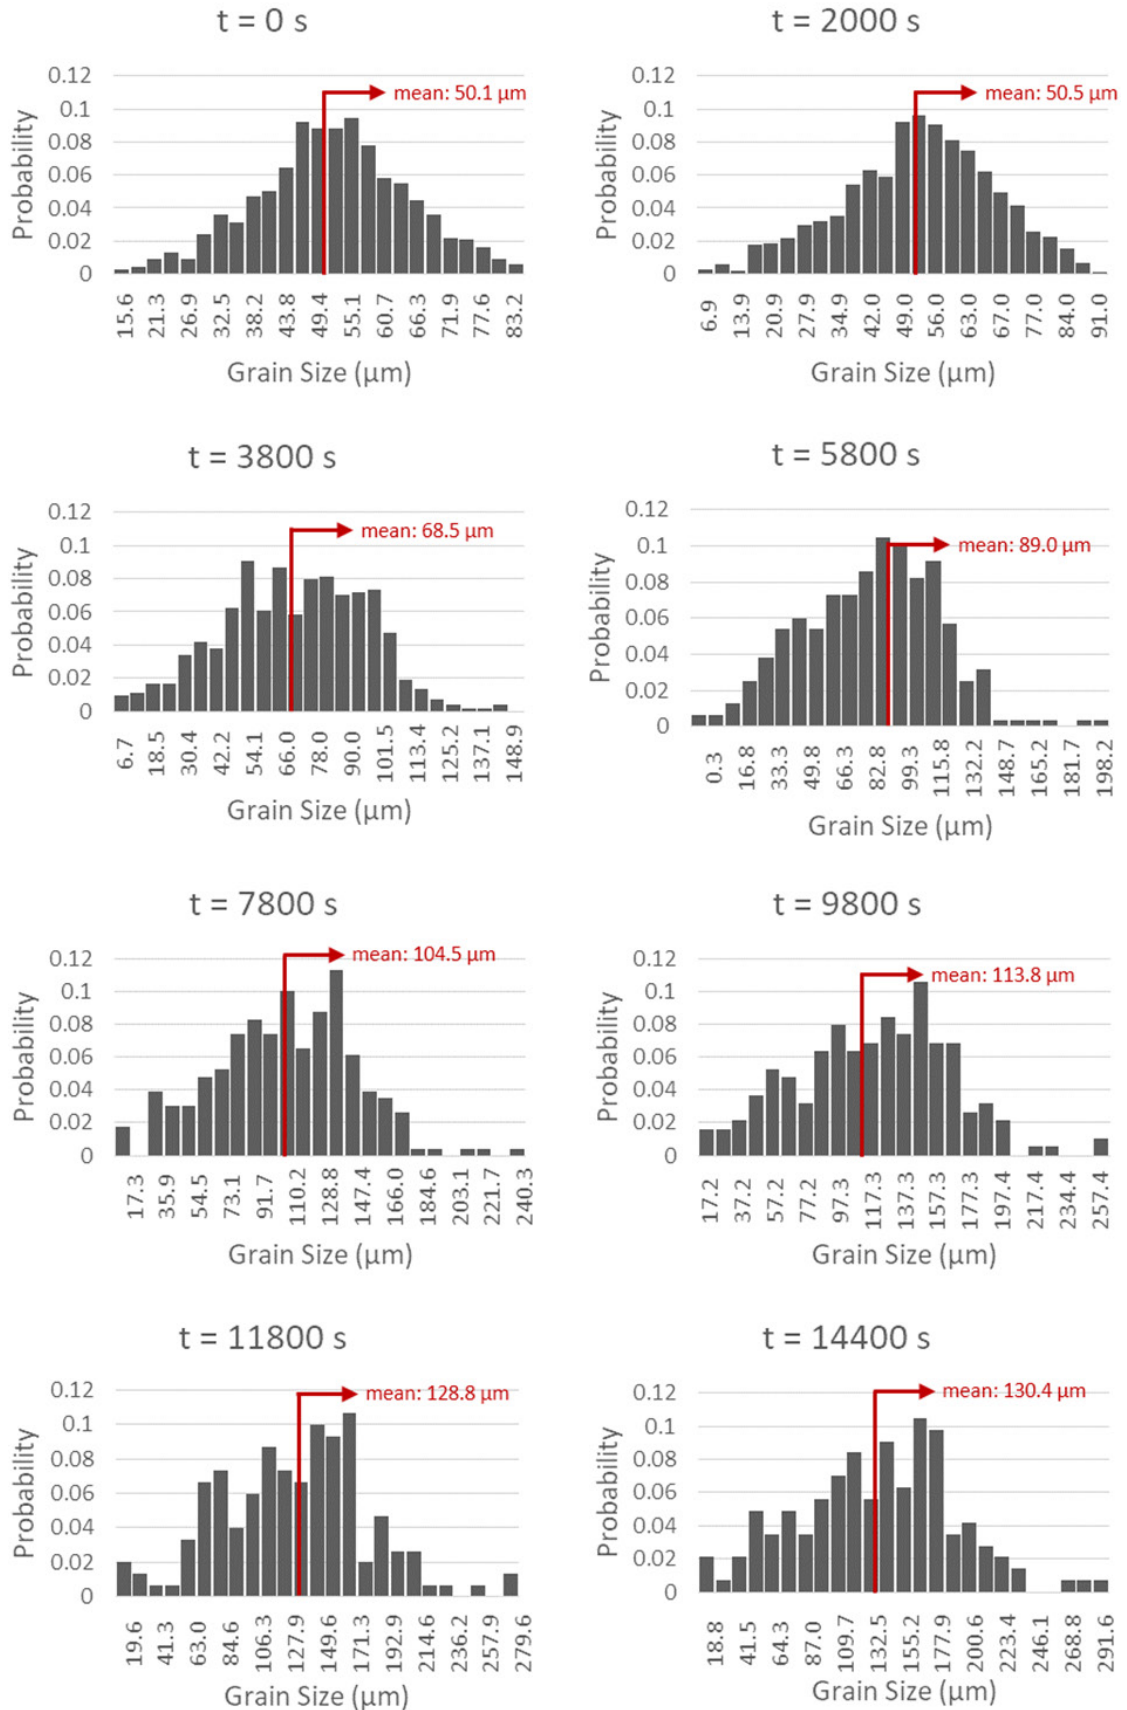 t = 0 s
0.12
0.1
0.08
0.06
0.04
0.02
0
Probability
mean: 50.1 µm
15.6 21.3 26.9 32.5 38.2 43.8 49.4 55.1 60.7 66.3 71.9 77.6 83.2
Grain Size (µm)
t = 2000 s
0.12
0.1
0.08
0.06
0.04
0.02
0
Probability
mean: 50.5 µm
6.9 13.9 20.9 27.9 34.9 42.0 49.0 56.0 63.0 67.0 77.0 84.0 91.0
Grain Size (µm)
t = 3800 s
0.12
0.1
0.08
0.06
0.04
0.02
0
Probability
mean: 68.5 µm
6.7 18.5 30.4 42.2 54.1 66.0 78.0 90.0 101.5 113.4 125.2 137.1 148.9
Grain Size (µm)
t = 5800 s
0.12
0.1
0.08
0.06
0.04
0.02
0
Probability
mean: 89.0 µm
0.3 16.8 33.3 49.8 66.3 82.8 99.3 115.8 132.2 148.7 165.2 181.7 198.2
Grain Size (µm)
t = 7800 s
0.12
0.1
0.08
0.06
0.04
0.02
0
Probability
mean: 104.5 µm
17.3 35.9 54.5 73.1 91.7 110.2 128.8 147.4 166.0 184.6 203.1 221.7 240.3
Grain Size (µm)
t = 9800 s
0.12
0.1
0.08
0.06
0.04
0.02
0
Probability
mean: 113.8 µm
17.2 37.2 57.2 77.2 97.3 117.3 137.3 157.3 177.3 197.4 217.4 234.4 257.4
Grain Size (µm)
t = 11800 s
0.12
0.1
0.08
0.06
0.04
0.02
0
Probability
mean: 128.8 µm
19.6 41.3 63.0 84.6 106.3 127.9 149.6 171.3 192.9 214.6 236.2 257.9 279.6
Grain Size (µm)
t = 14400 s
0.12
0.1
0.08
0.06
0.04
0.02
0
Probability
mean: 130.4 µm
18.8 41.5 64.3 87.0 109.7 132.5 155.2 177.9 200.6 223.4 246.1 268.8 291.6
Grain Size (µm)